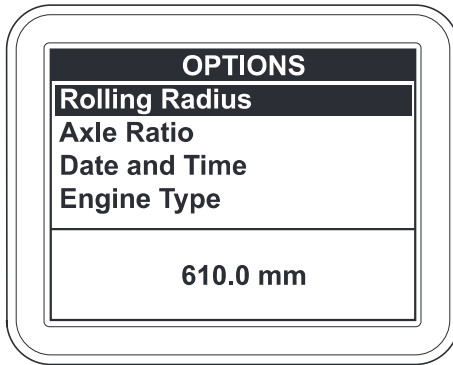 OPTIONS
Rolling Radius
Axle Ratio
Date and Time
Engine Type
610.0 mm